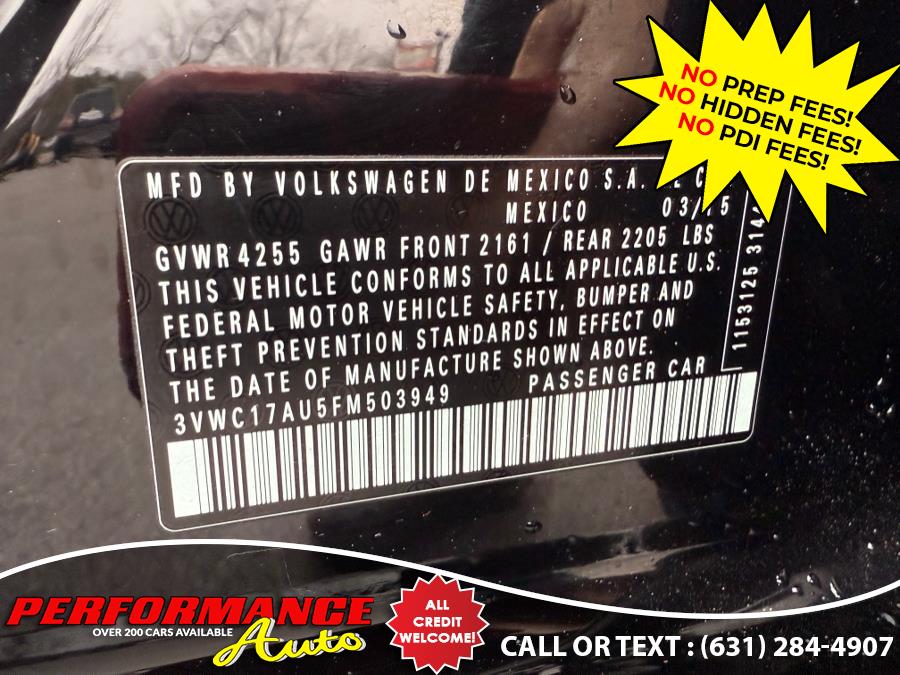 NO PREP FEES!
NO HIDDEN FEES!
NO PDI FEES!
MFD BY VOLKSWAGEN DE MEXICO S.A.
MEXICO 03/15
GVWR 4255 GAWR FRONT 2161 / REAR 2205 LBS
THIS VEHICLE CONFORMS TO ALL APPLICABLE U.S.
FEDERAL MOTOR VEHICLE SAFETY, BUMPER AND
THEFT PREVENTION STANDARDS IN EFFECT ON
THE DATE OF MANUFACTURE SHOWN ABOVE.
3VWC17AU5FM503949 PASSENGER CAR
1153125
PERFORMANCE
OVER 200 CARS AVAILABLE
Auto
ALL
CREDIT
WELCOME!
CALL OR TEXT : (631) 284-4907